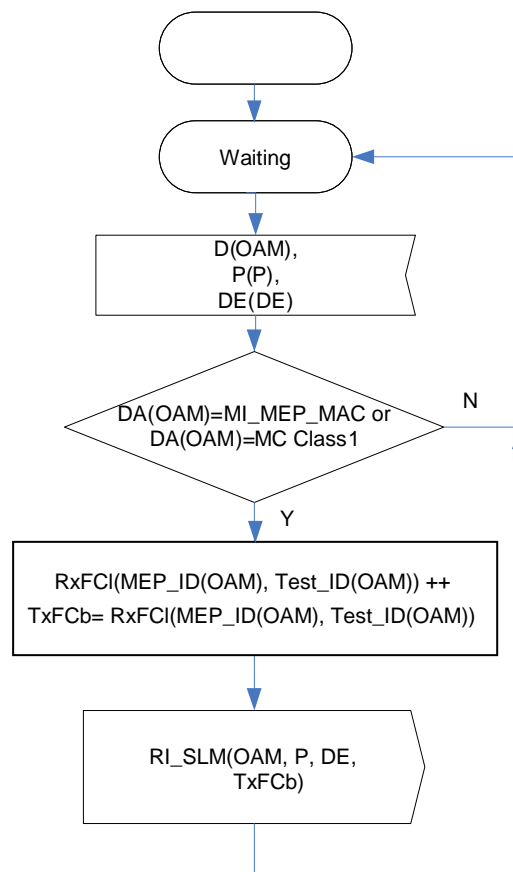 Waiting
D(OAM),
P(P),
DE(DE)
DA(OAM)=MI_MEP_MAC or
DA(OAM)=MC Class1
N
Y
RxFCl(MEP_ID(OAM), Test_ID(OAM)) ++
TxFCb= RxFCl(MEP_ID(OAM), Test_ID(OAM))
RI_SLM(OAM, P, DE,
TxFCb)